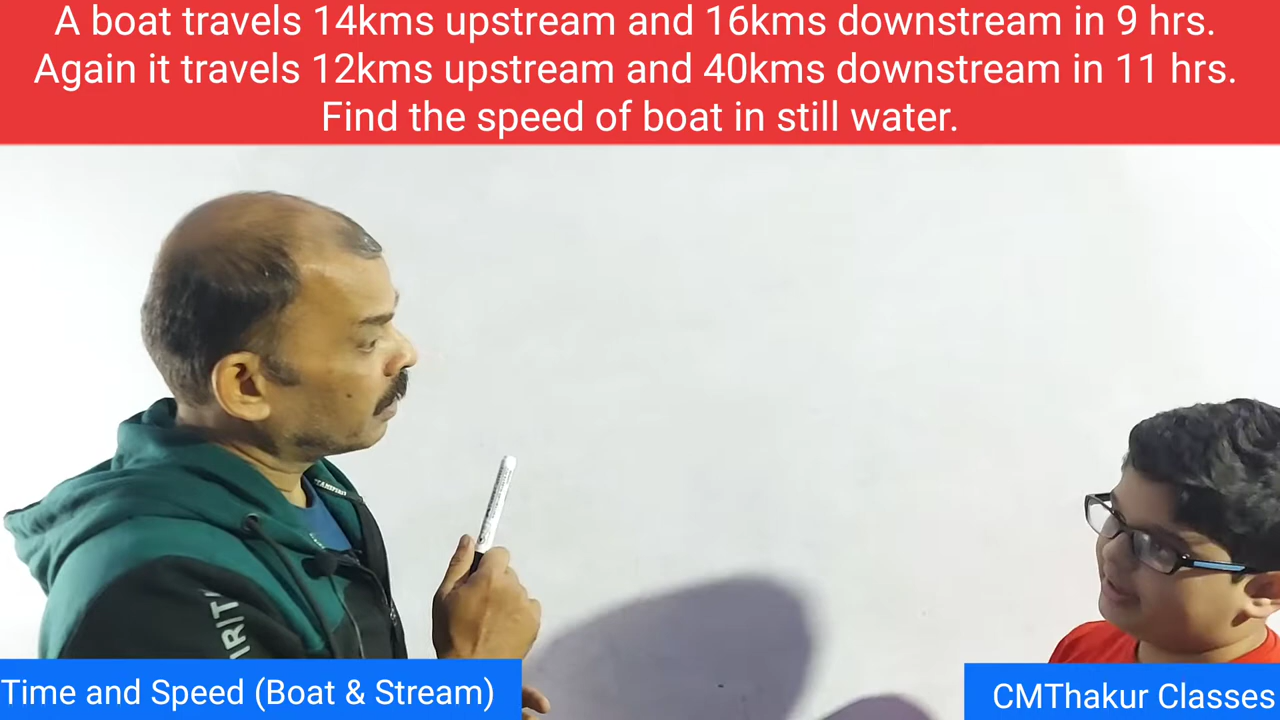 A boat travels 14kms upstream and 16kms downstream in 9 hrs.
Again it travels 12kms upstream and 40kms downstream in 11 hrs.
Find the speed of boat in still water.
Time and Speed (Boat & Stream)
CMThakur Classes